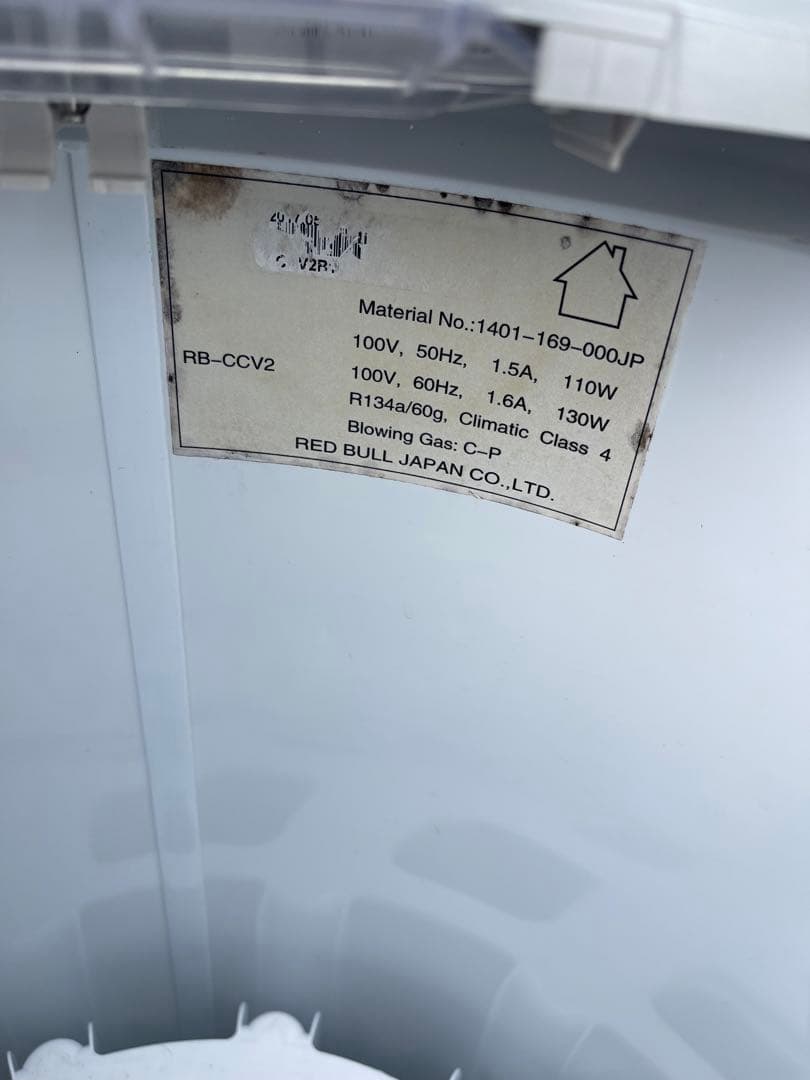 Material No.:1401-169-000JP
RB-CCV2
100V, 50Hz, 1.5A, 110W
100V, 60Hz, 1.6A, 130W
R134a/60g, Climatic Class 4
Blowing Gas: C-P
RED BULL JAPAN CO.,LTD.